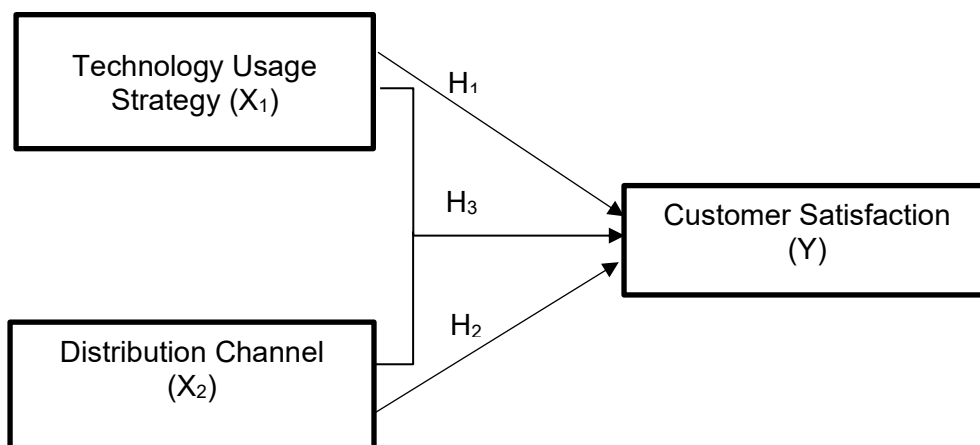 Technology Usage
Strategy (X₁)
H₁
H₃
Customer Satisfaction
(Y)
H₂
Distribution Channel
(X₂)